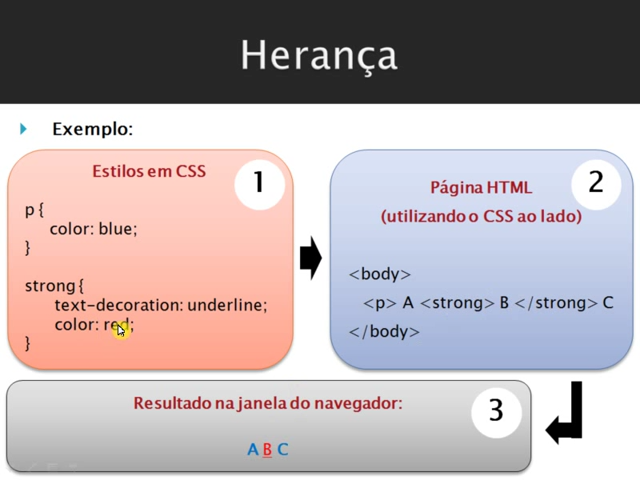 Herança
Exemplo:
Estilos em CSS
1
p {
color: blue;
}
strong {
text-decoration: underline;
color: red;
}
Página HTML
2
(utilizando o CSS ao lado)
<body>
<p> A <strong> B </strong> C
</body>
Resultado na janela do navegador:
3
A B C